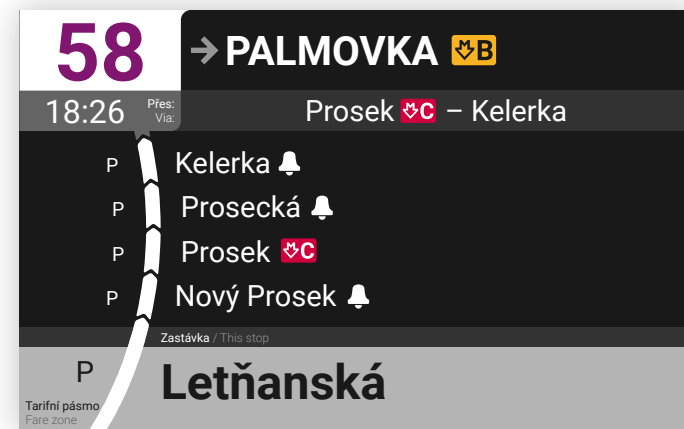 58 → PALMOVKA B
18:26 Přes: Via: Prosek C – Kelerka
P Kelerka
P Prosecká
P Prosek C
P Nový Prosek
Zastávka / This stop
P Letňanská
Tarifní pásmo
Fare zone